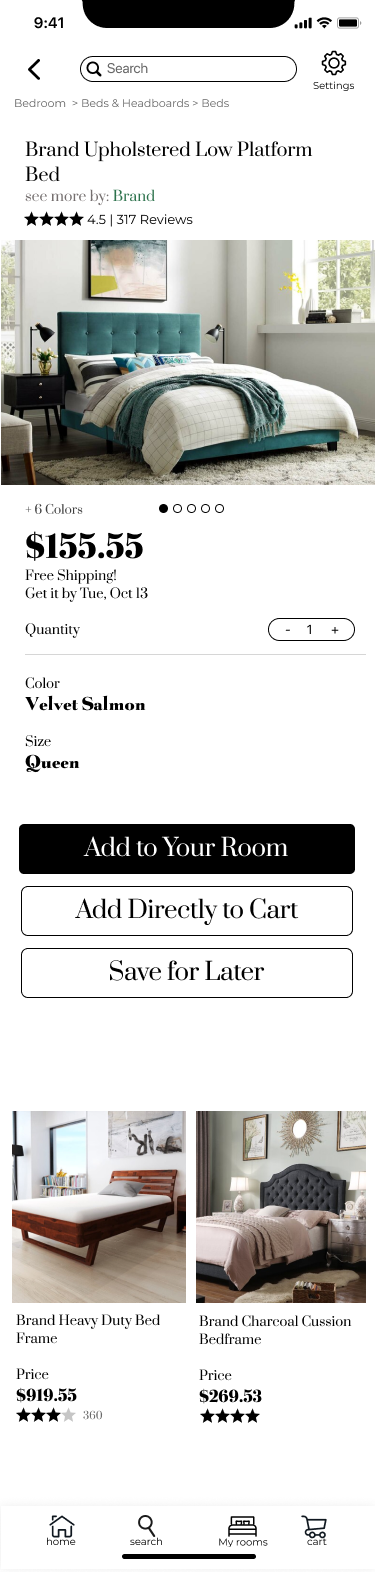 9:41
Search
Settings
Bedroom > Beds & Headboards > Beds
Brand Upholstered Low Platform
Bed
see more by: Brand
4.5 | 317 Reviews
+ 6 Colors
$155.55
Free Shipping!
Get it by Tue, Oct 13
Quantity
- 1 +
Color
Velvet Salmon
Size
Queen
Add to Your Room
Add Directly to Cart
Save for Later
Brand Heavy Duty Bed
Frame
Price
$919.55
360
Brand Charcoal Cussion
Bedframe
Price
$269.53
home
search
My rooms
cart